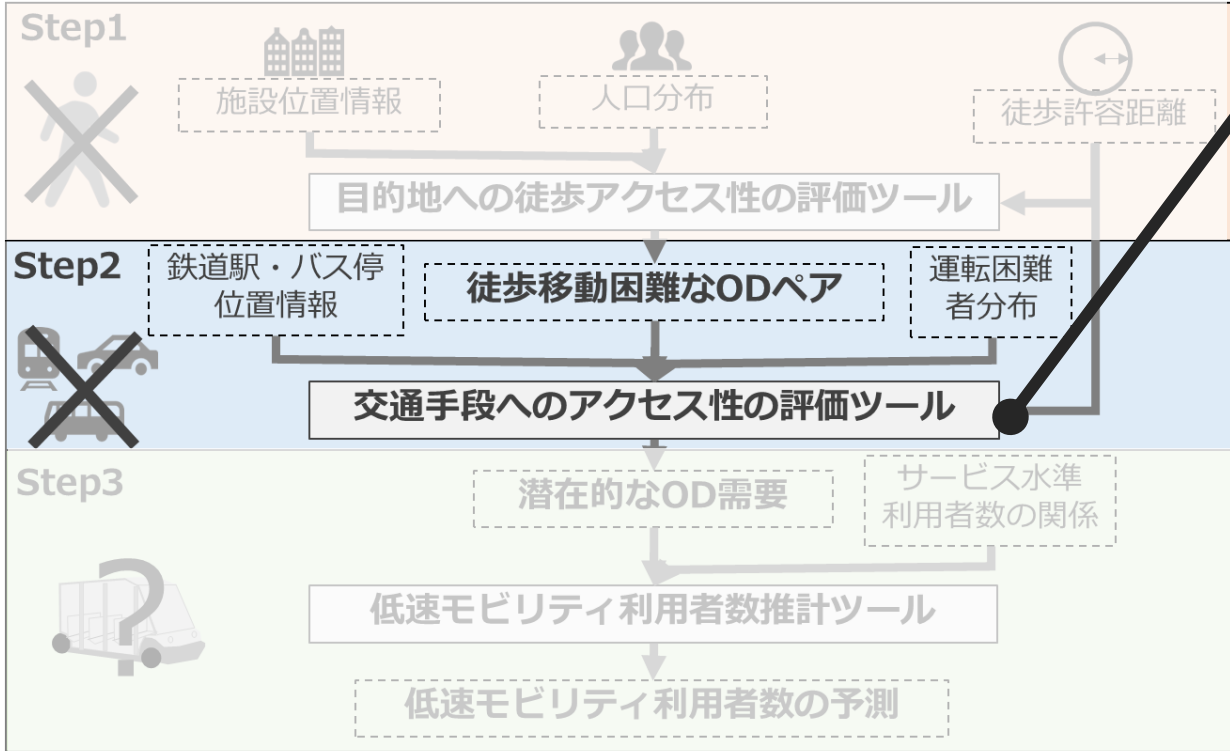 Step1
施設位置情報
人口分布
徒歩許容距離
目的地への徒歩アクセス性の評価ツール
Step2
鉄道駅・バス停
位置情報
徒歩移動困難なODペア
運転困難
者分布
交通手段へのアクセス性の評価ツール
Step3
潜在的なOD需要
サービス水準
利用者数の関係
?
低速モビリティ利用者数推計ツール
低速モビリティ利用者数の予測